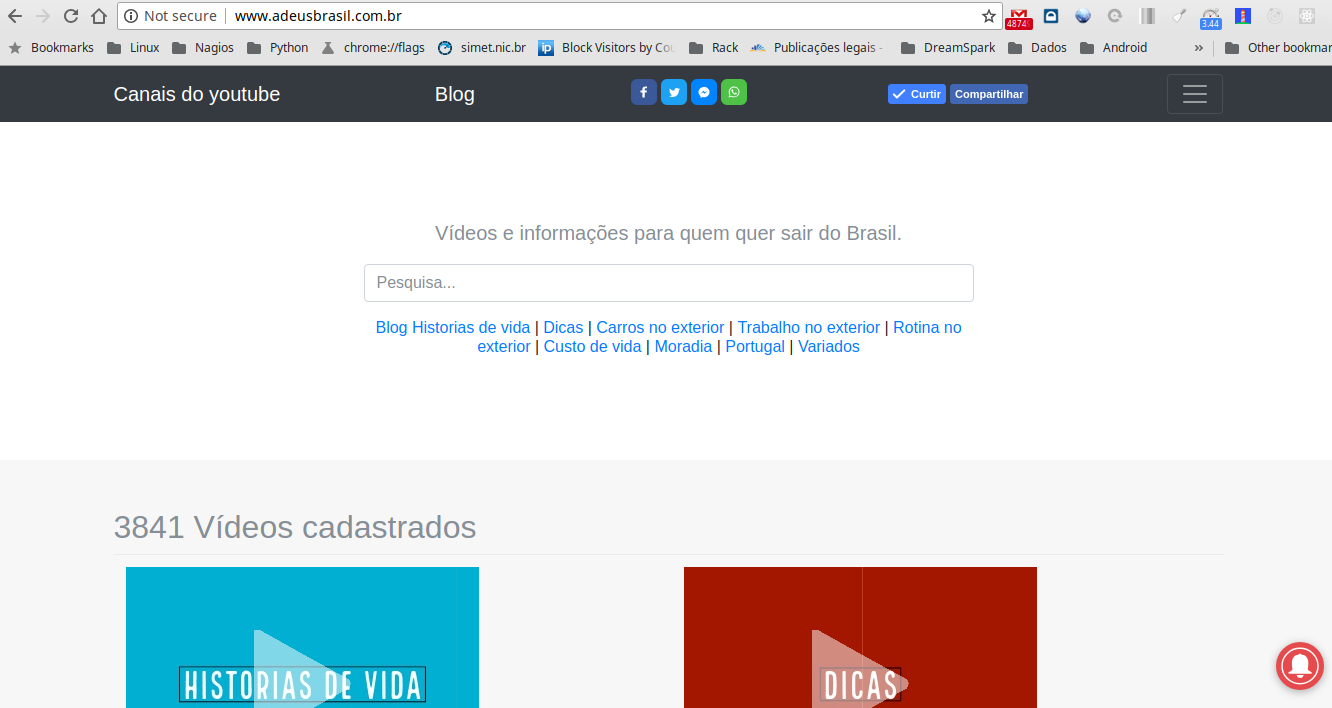 Not secure www.adeusbrasil.com.br 4874 3,44
Bookmarks Linux Nagios Python chrome://flags simet.nic.br ip Block Visitors by Cou Rack Publicações legais - DreamSpark Dados Android » Other bookmar
Canais do youtube Blog Curtir Compartilhar
Vídeos e informações para quem quer sair do Brasil.
Pesquisa...
Blog Historias de vida | Dicas | Carros no exterior | Trabalho no exterior | Rotina no
exterior | Custo de vida | Moradia | Portugal | Variados
3841 Vídeos cadastrados
HISTORIAS DE VIDA DICAS